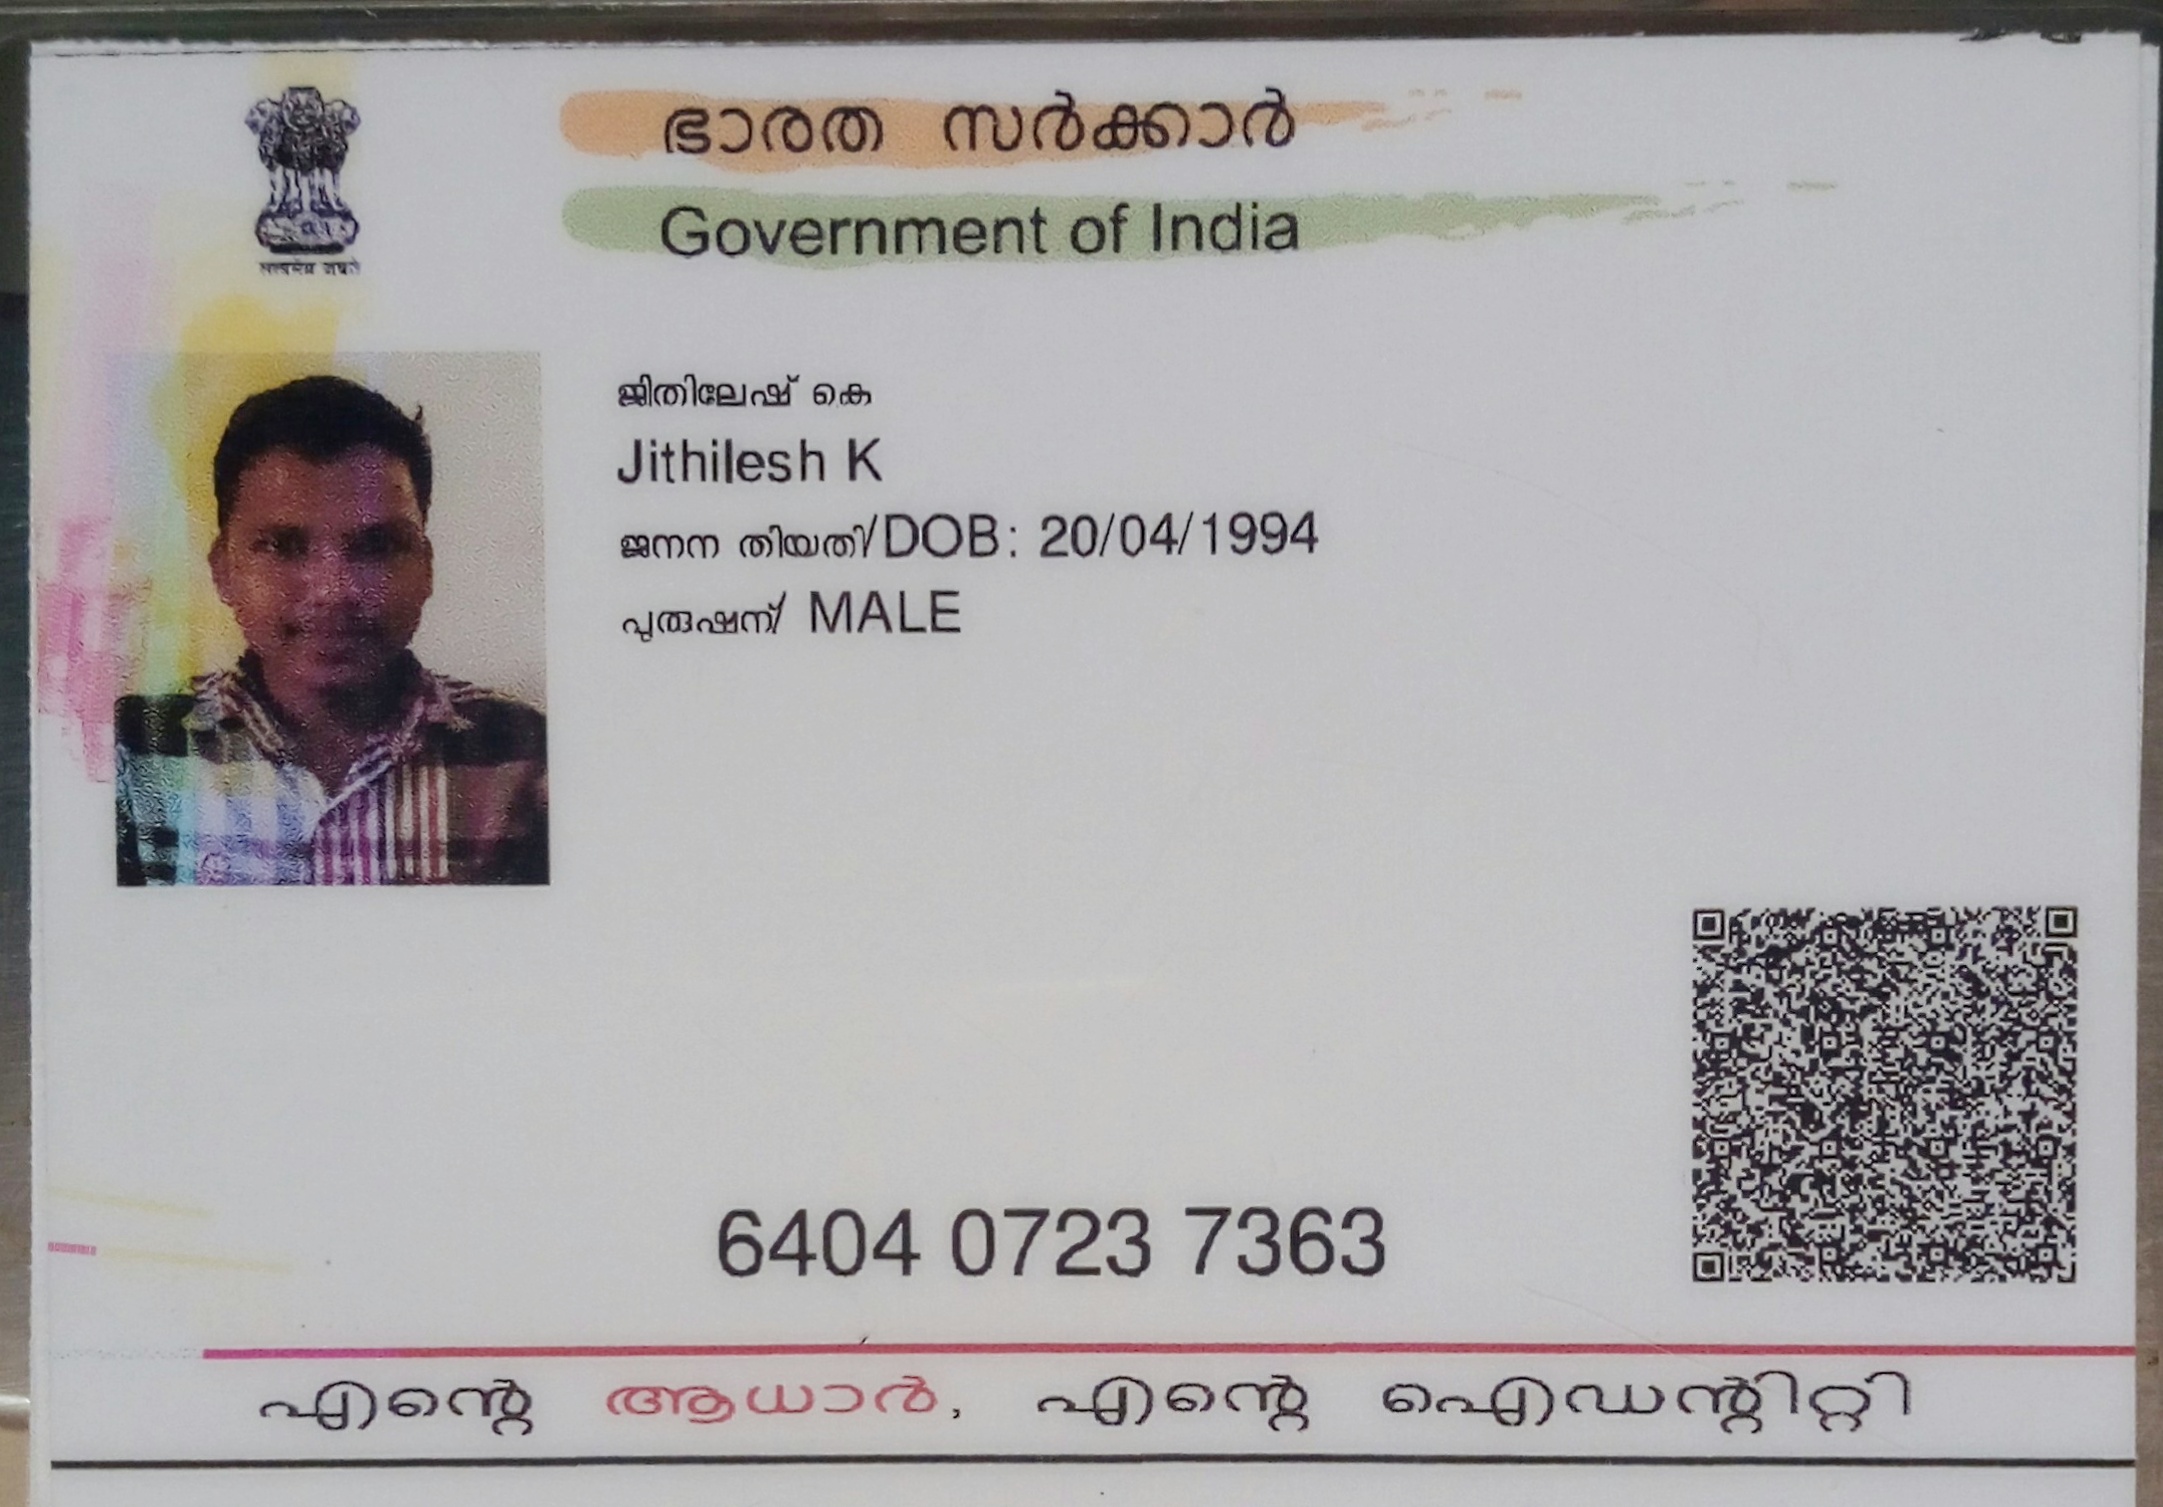 ഭാരത സർക്കാർ
Government of India
सत्यमेव जयते
ജിതിലേഷ് കെ
Jithilesh K
ജനന തിയതി/DOB: 20/04/1994
പുരുഷന്/ MALE
6404 0723 7363
എന്റെ ആധാർ, എന്റെ ഐഡന്റിറ്റി